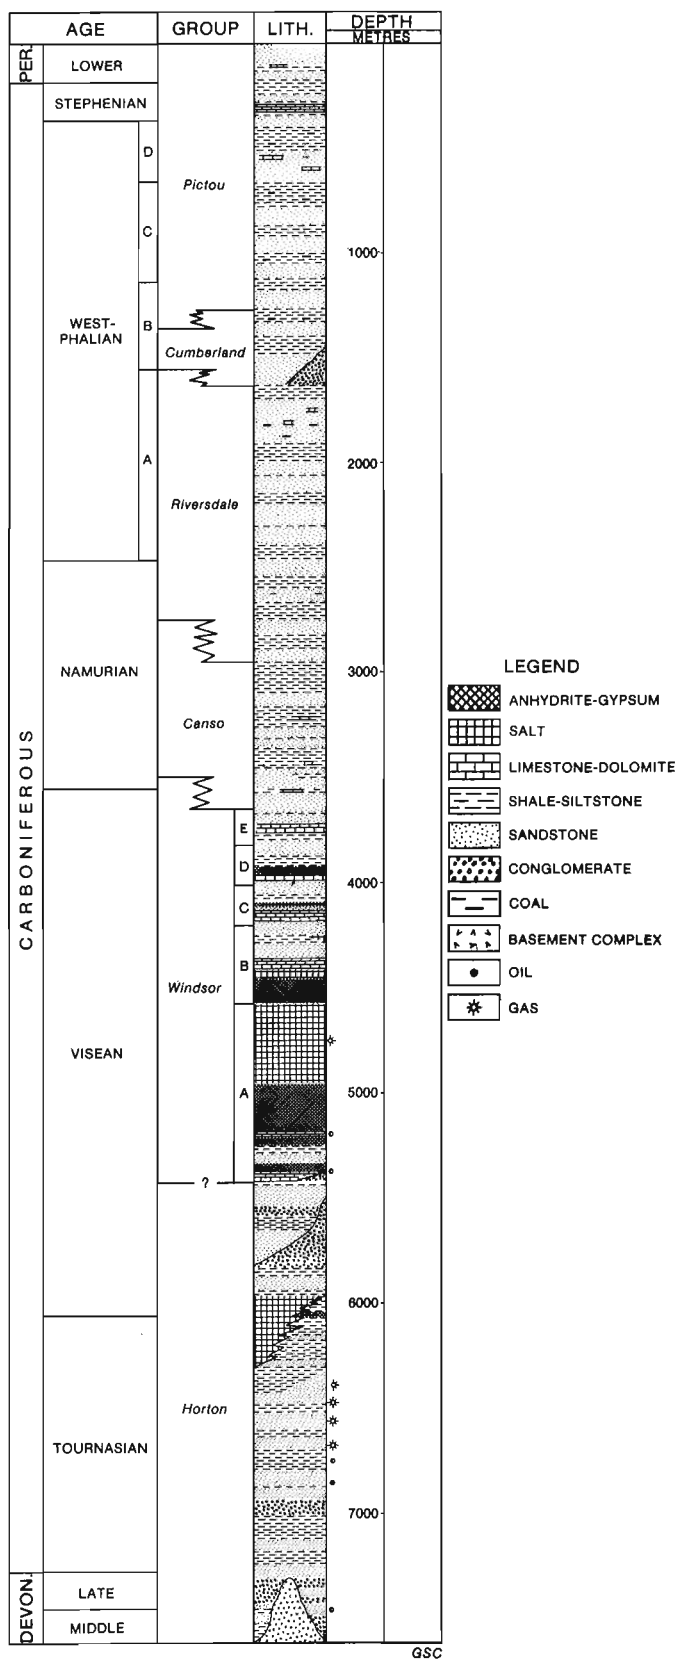 AGE
GROUP
LITH.
DEPTH
METRES
PER.
LOWER
STEPHENIAN
D
Pictou
C
1000
WEST-
PHALIAN
B
Cumberland
A
2000
Riversdale
NAMURIAN
3000
Canso
CARBONIFEROUS
E
D
4000
C
B
Windsor
VISEAN
A
5000
?
6000
Horton
TOURNASIAN
7000
DEVON.
LATE
MIDDLE
GSC
LEGEND
ANHYDRITE-GYPSUM
SALT
LIMESTONE-DOLOMITE
SHALE-SILTSTONE
SANDSTONE
CONGLOMERATE
COAL
BASEMENT COMPLEX
OIL
GAS